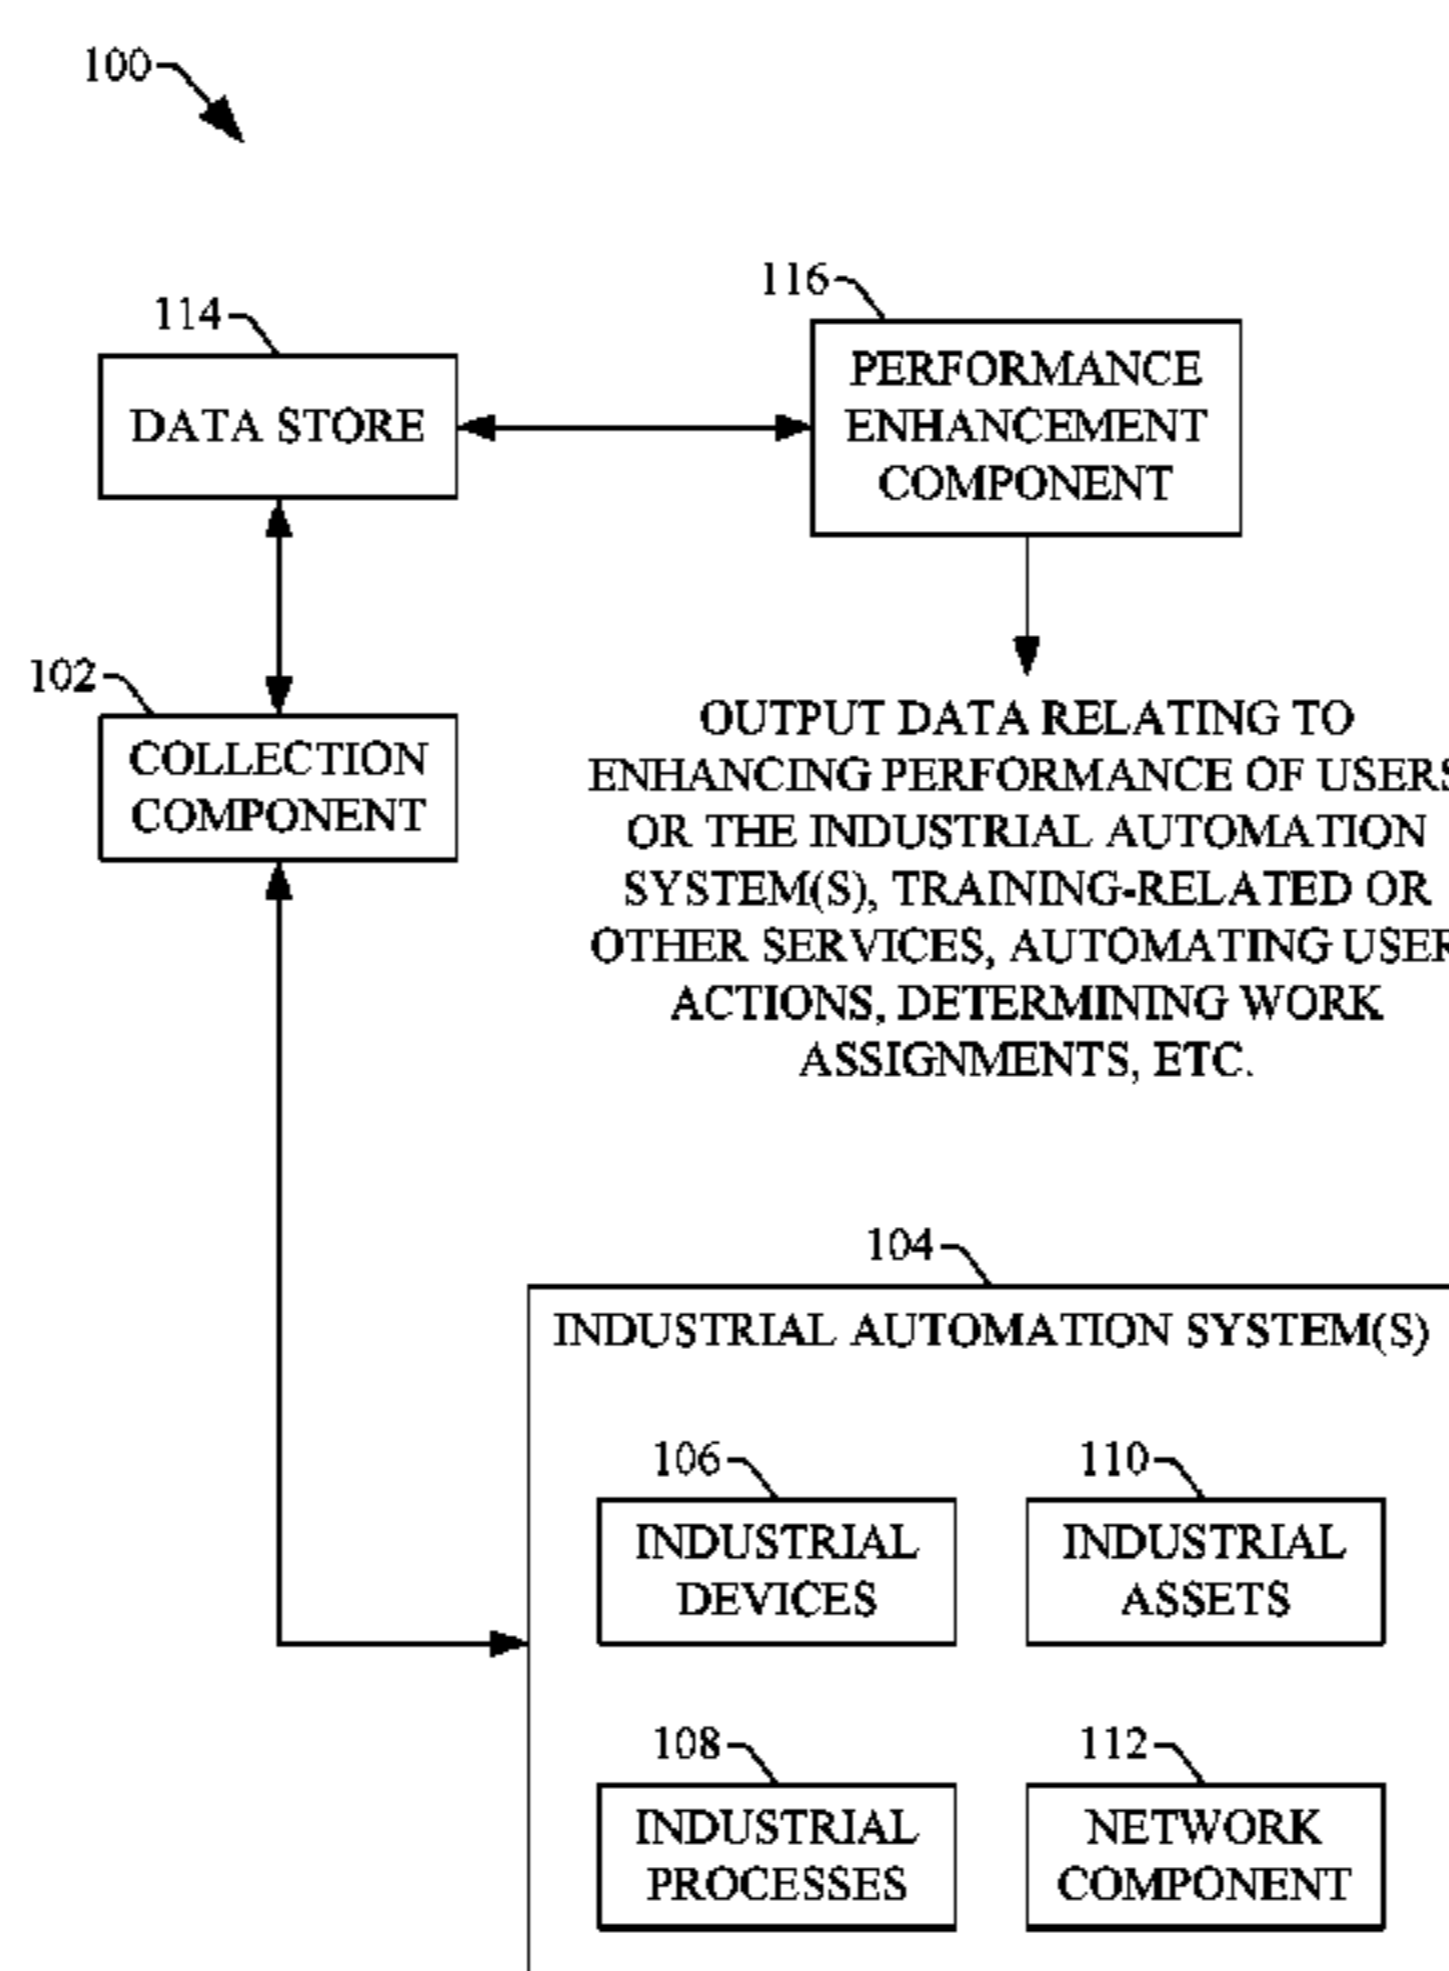 100
116
114
PERFORMANCE
ENHANCEMENT
COMPONENT
DATA STORE
102
COLLECTION
COMPONENT
OUTPUT DATA RELATING TO
ENHANCING PERFORMANCE OF USERS
OR THE INDUSTRIAL AUTOMATION
SYSTEM(S), TRAINING-RELATED OR
OTHER SERVICES, AUTOMATING USER
ACTIONS, DETERMINING WORK
ASSIGNMENTS, ETC.
104
INDUSTRIAL AUTOMATION SYSTEM(S)
106
INDUSTRIAL
DEVICES
110
INDUSTRIAL
ASSETS
108
INDUSTRIAL
PROCESSES
112
NETWORK
COMPONENT